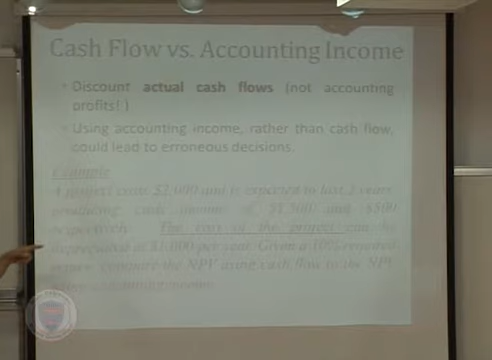 Cash Flow vs. Accounting Income
Discount actual cash flows (not accounting
profits! )
Using accounting income, rather than cash flow,
could lead to erroneous decisions.
Example
A project costs $2,000 and is expected to last 2 years
producing cash income of $1,500 and $500
respectively. The cost of the project can be
depreciated at $1,000 per year. Given a 10% required
return, compare the NPV using cash flow to the NPV
using accounting income.